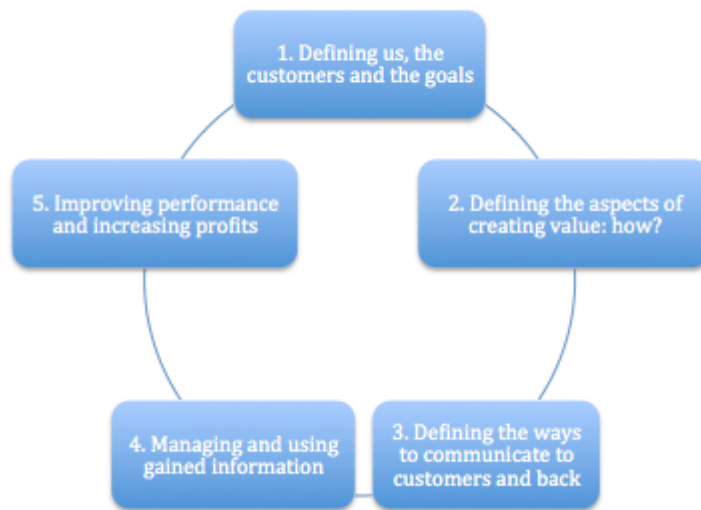 1. Defining us, the
customers and the goals
2. Defining the aspects of
creating value: how?
3. Defining the ways
to communicate to
customers and back
4. Managing and using
gained information
5. Improving performance
and increasing profits